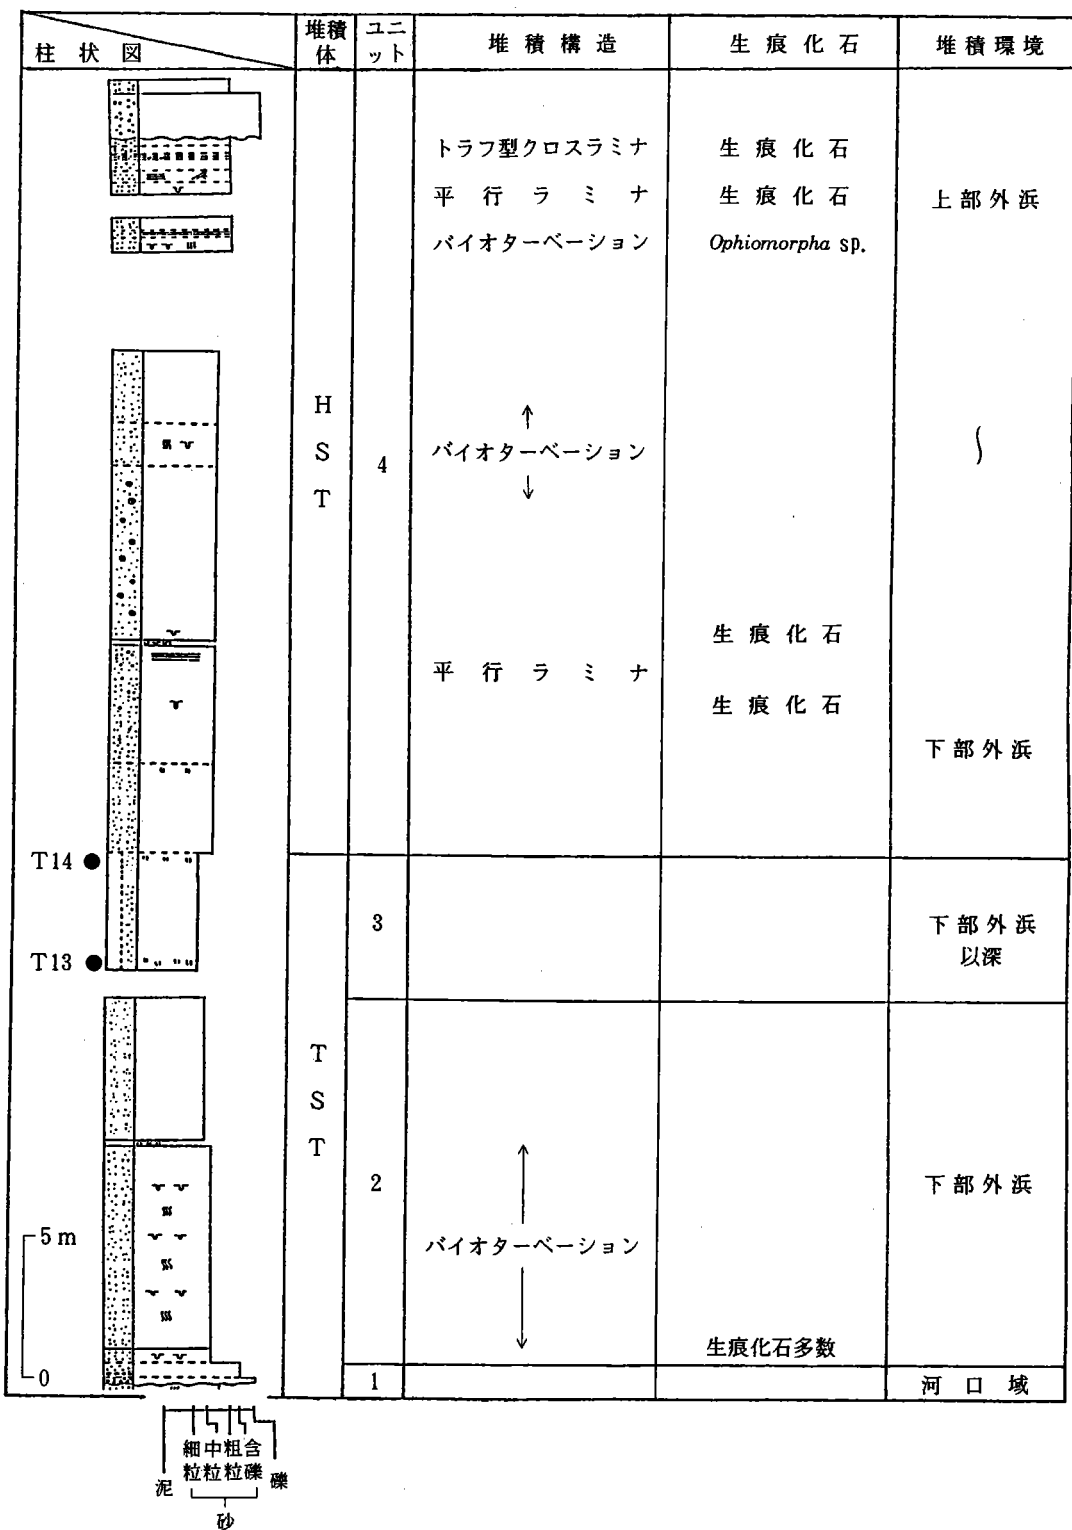 柱状図
堆積体
ユニット
堆積構造
生痕化石
堆積環境
トラフ型クロスラミナ
生痕化石
平行ラミナ
生痕化石
上部外浜
バイオターベーション
Ophiomorpha sp.
HST
4
バイオターベーション
生痕化石
平行ラミナ
生痕化石
下部外浜
T14
3
下部外浜
以深
T13
TST
2
下部外浜
5m
バイオターベーション
生痕化石多数
0
1
河口域
細粒
中粒
粗粒
含礫
泥
礫
砂